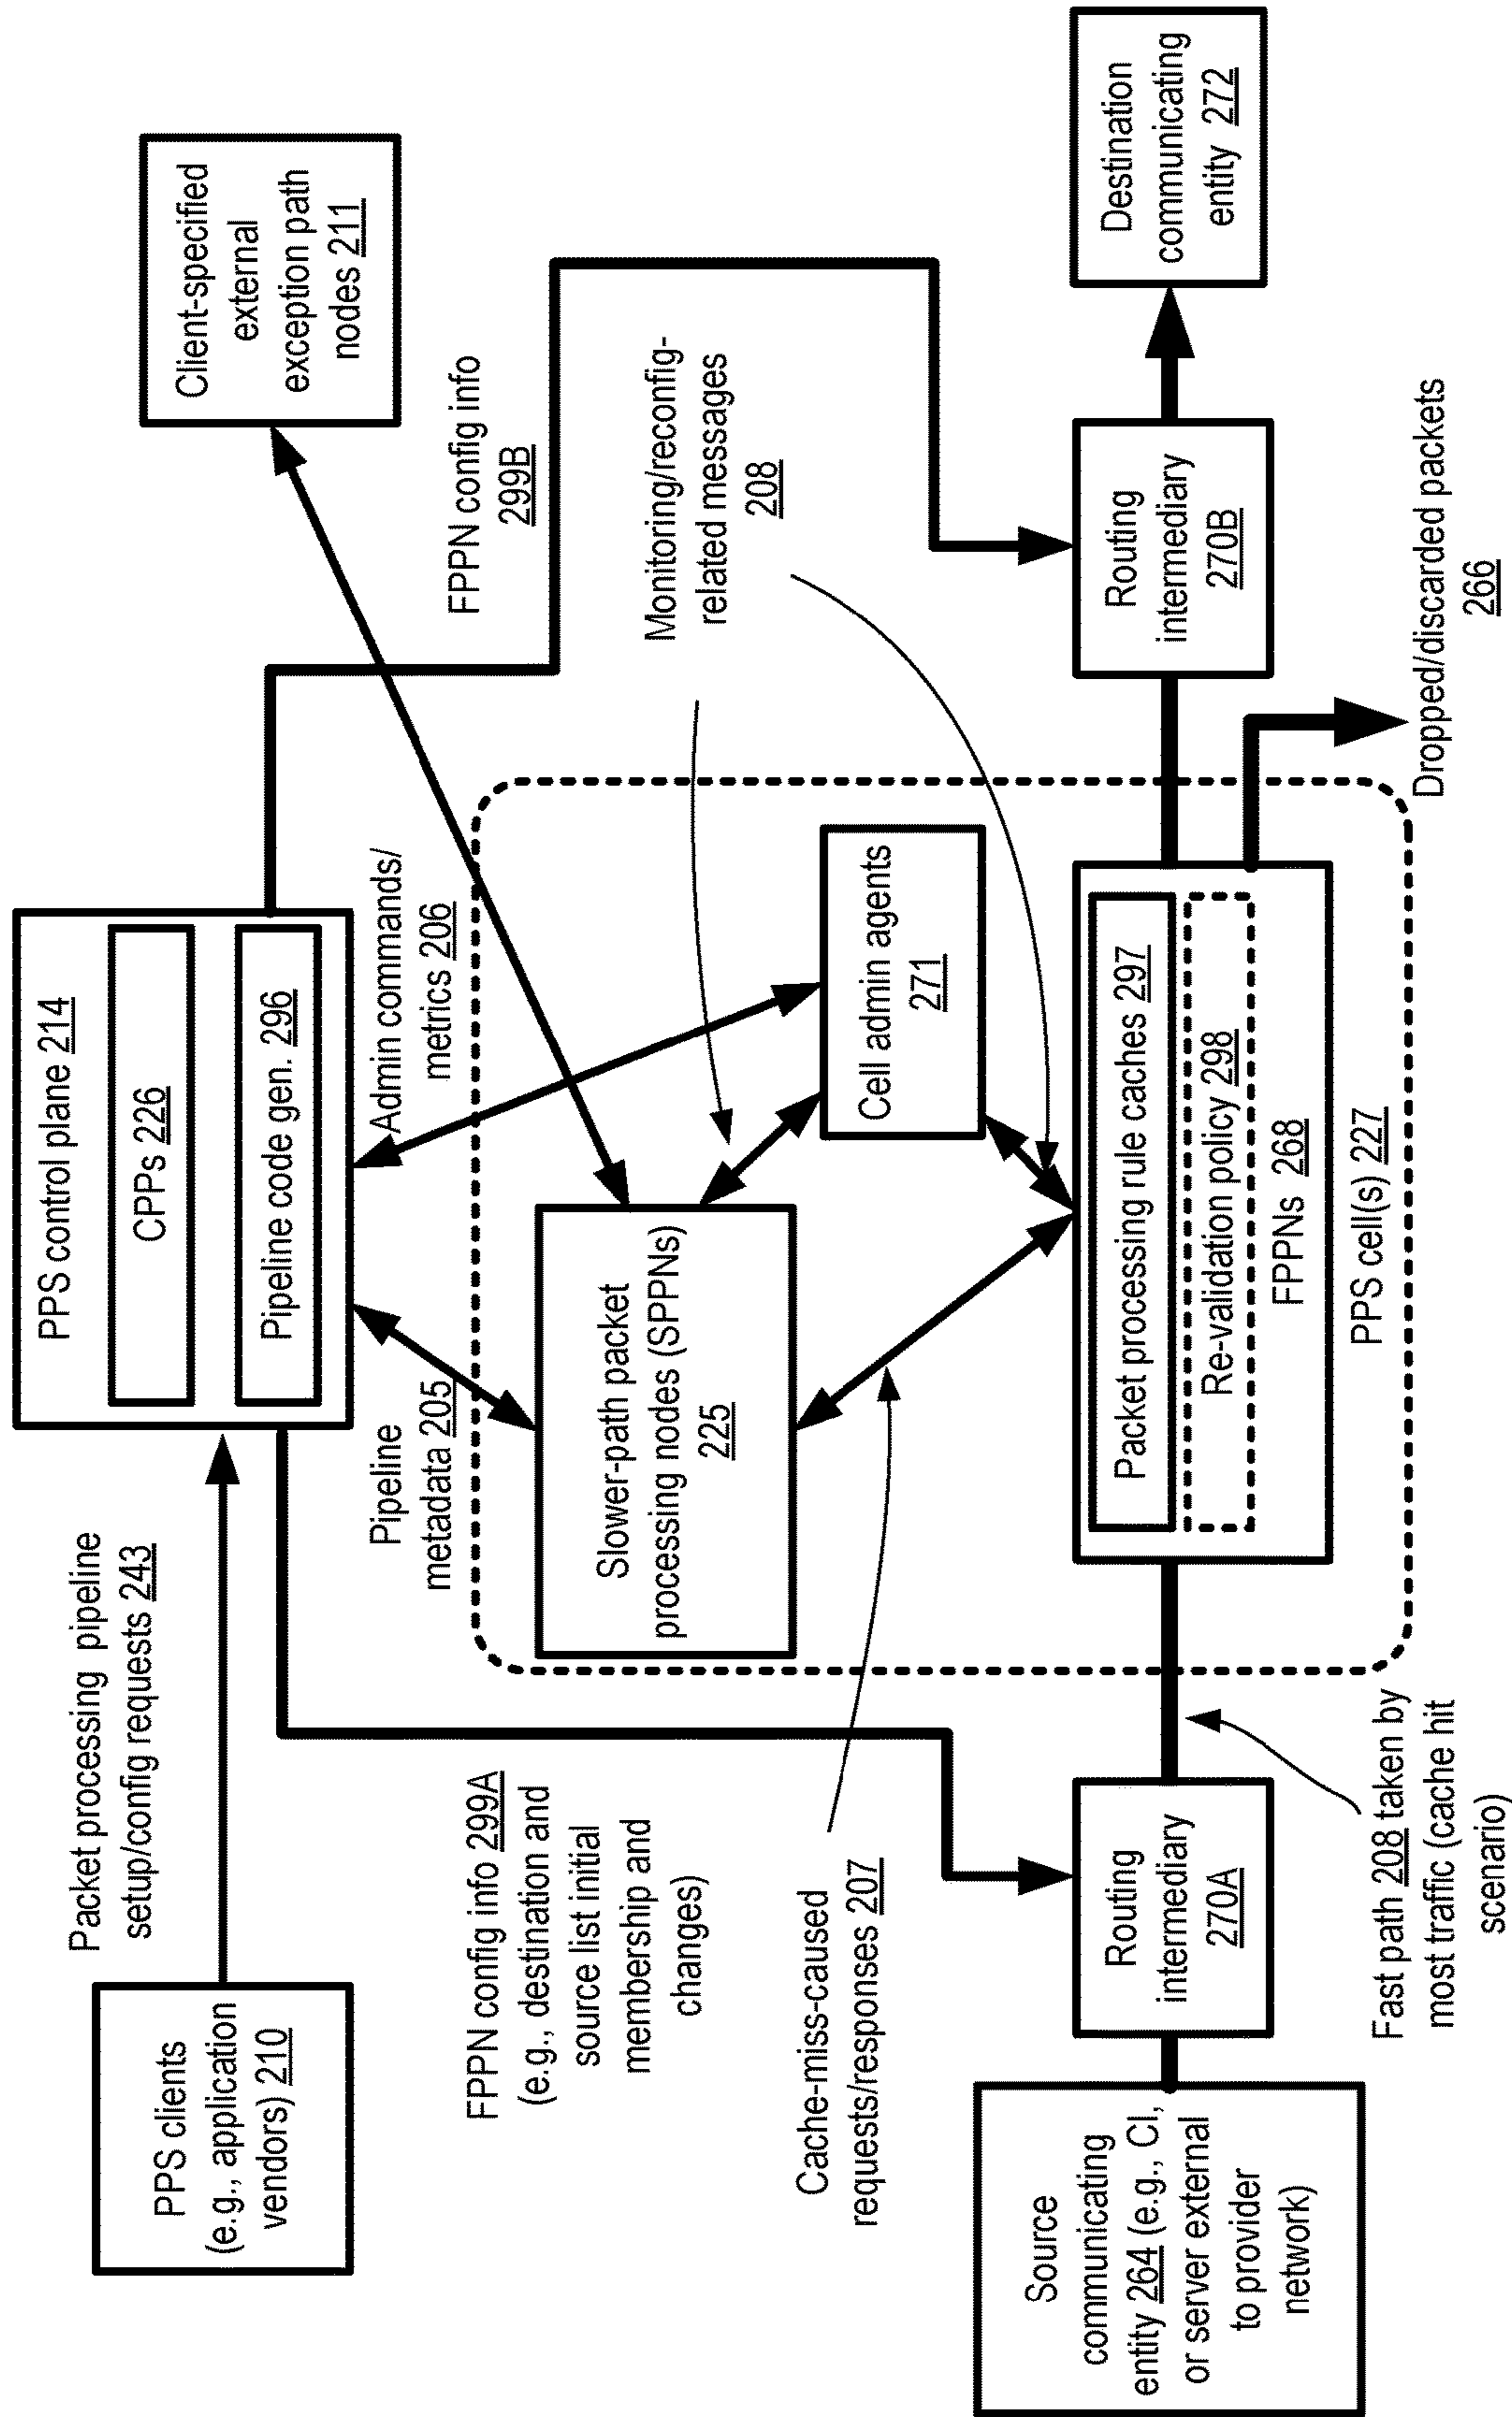 PPS clients
(e.g., application
vendors) 210
Packet processing  pipeline
setup/config requests 243
PPS control plane 214
CPPs 226
Pipeline code gen. 296
Client-specified
external
exception path
nodes 211
FPPN config info 299A
(e.g., destination and
source list initial
membership and
changes)
Pipeline
metadata 205
Admin commands/
metrics 206
FPPN config info
299B
Slower-path packet
processing nodes (SPPNs)
225
Cell admin agents
271
Monitoring/reconfig-
related messages
208
Cache-miss-caused
requests/responses 207
Source
communicating
entity 264 (e.g., CI,
or server external
to provider
network)
Routing
intermediary
270A
Packet processing rule caches 297
Re-validation policy 298
FPPNs 268
PPS cell(s) 227
Routing
intermediary
270B
Destination
communicating
entity 272
Fast path 208 taken by
most traffic (cache hit
scenario)
Dropped/discarded packets
266